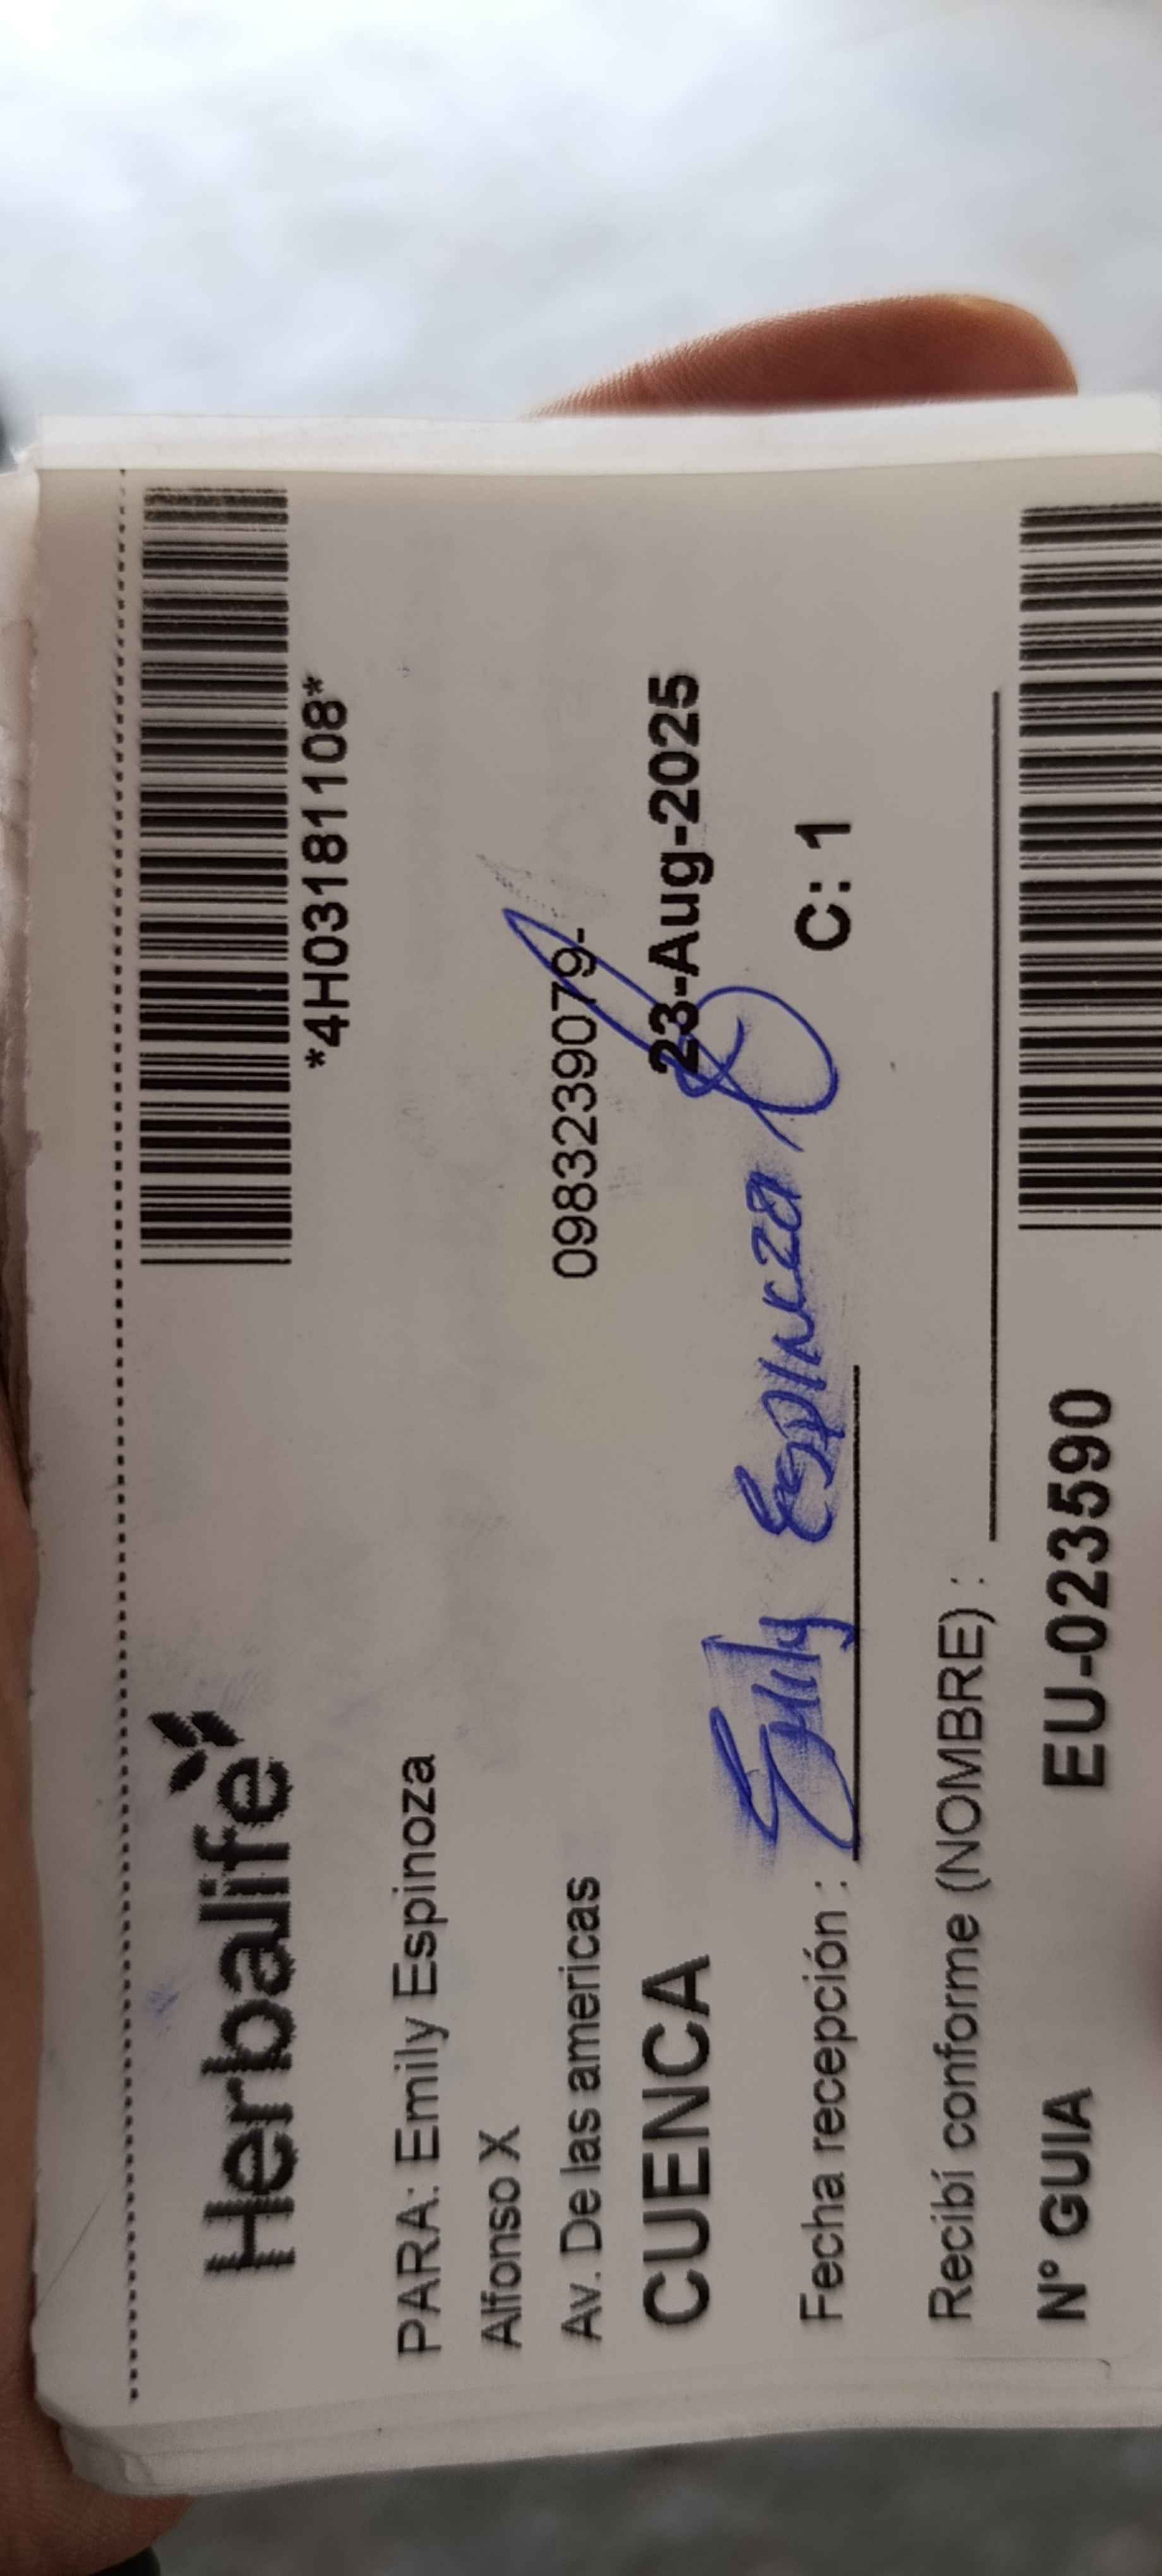 Herbalife
*4H03181108*
PARA: Emily Espinoza
Alfonso X
Av. De las americas 0983239079-
CUENCA 23-Aug-2025
Emily Espinoza
Fecha recepción : C: 1
Recibí conforme (NOMBRE) :
N° GUIA EU-023590